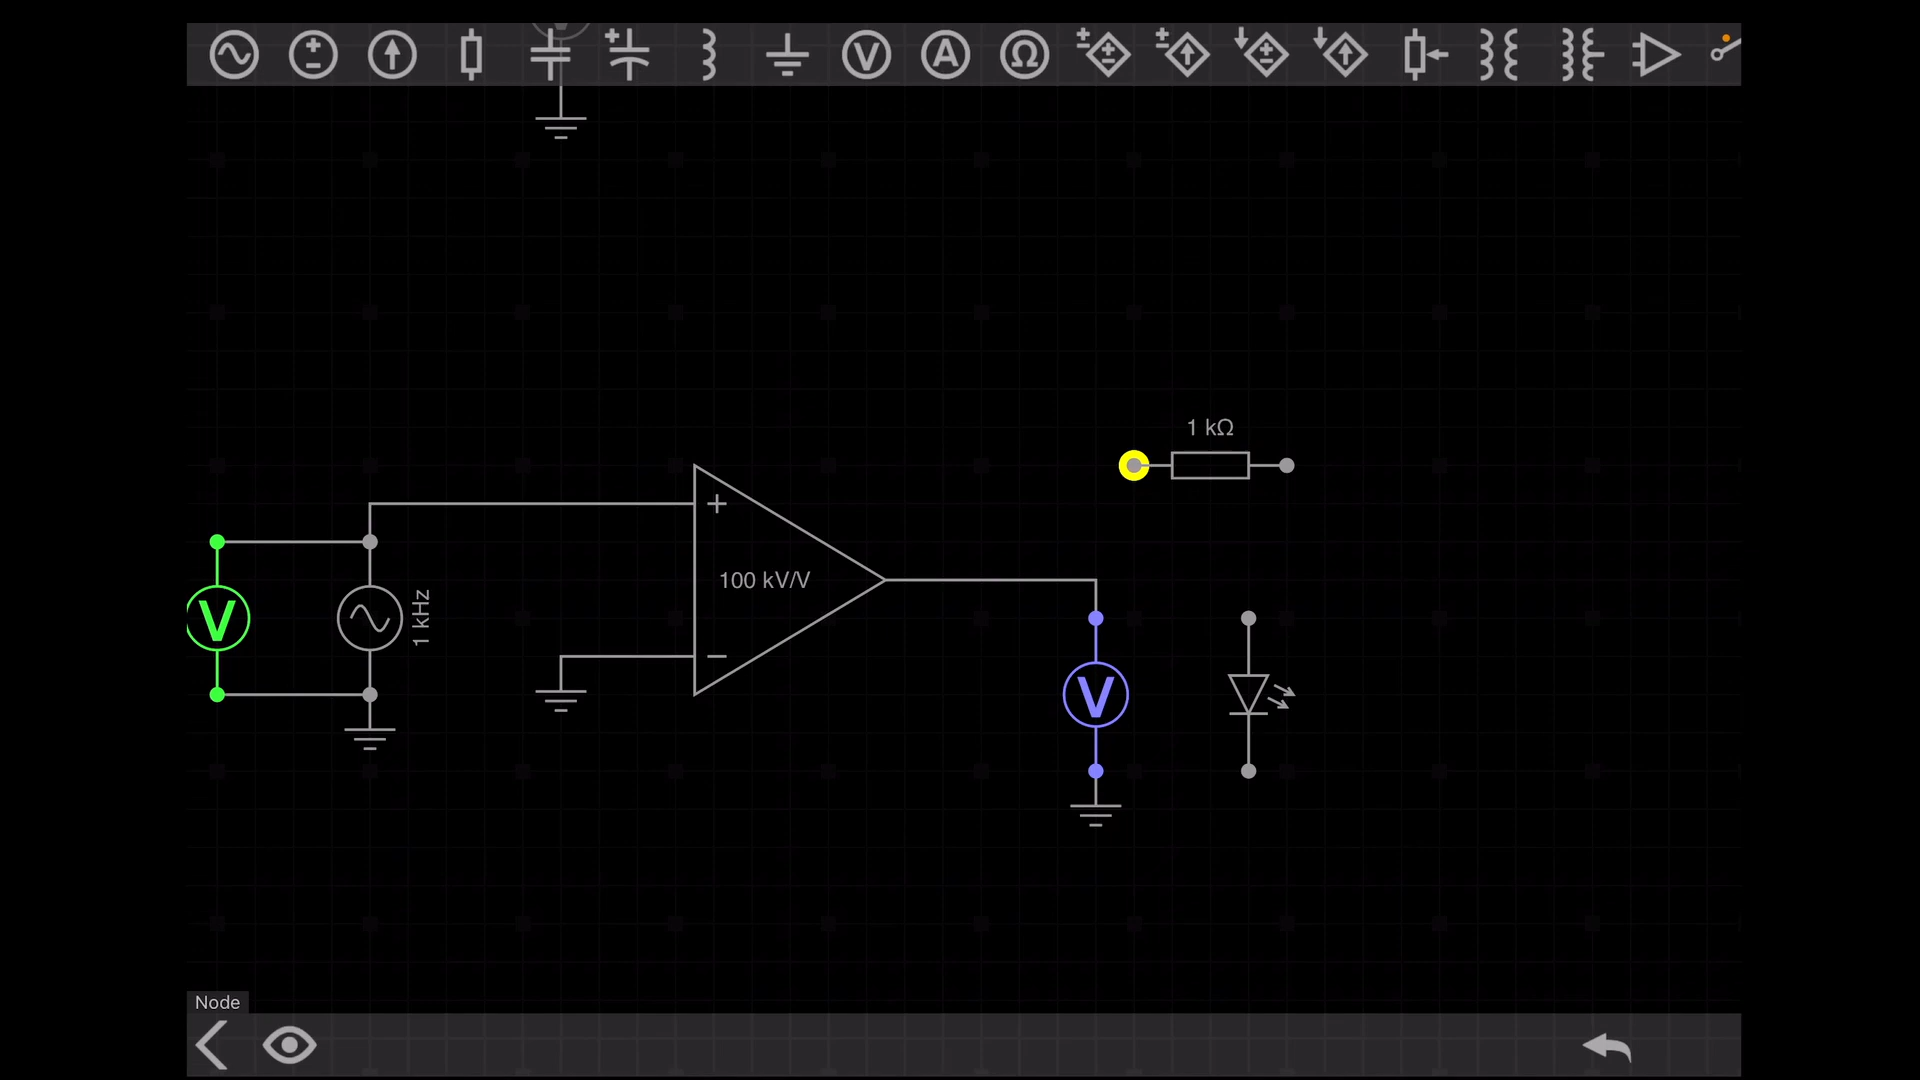 V A Ω
1 kΩ
+
100 kV/V
V
1 kHz
−
V
Node